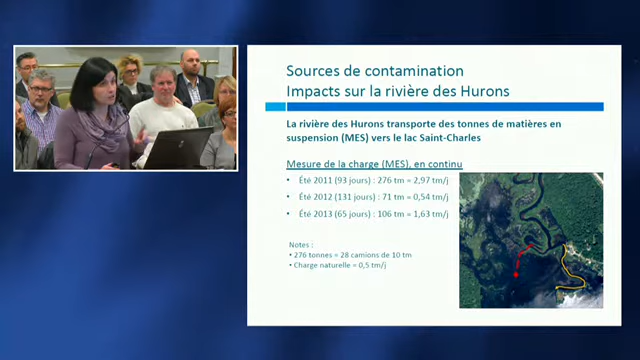 Sources de contamination
Impacts sur la rivière des Hurons
La rivière des Hurons transporte des tonnes de matières en
suspension (MES) vers le lac Saint-Charles
Mesure de la charge (MES), en continu
• Été 2011 (93 jours) : 276 tm = 2,97 tm/j
• Été 2012 (131 jours) : 71 tm = 0,54 tm/j
• Été 2013 (65 jours) : 106 tm = 1,63 tm/j
Notes :
• 276 tonnes = 28 camions de 10 tm
• Charge naturelle = 0,5 tm/j